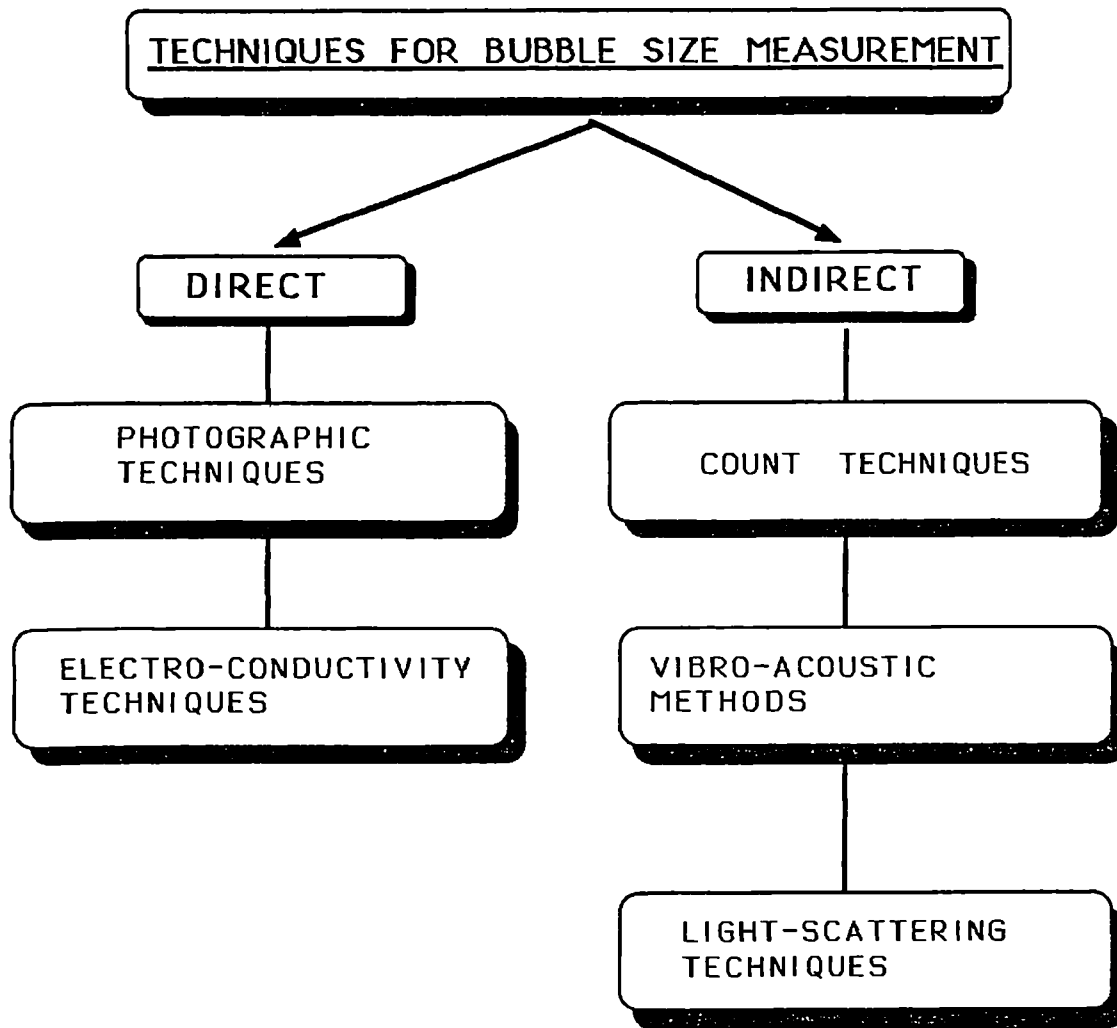 TECHNIQUES FOR BUBBLE SIZE MEASUREMENT
DIRECT
INDIRECT
PHOTOGRAPHIC
TECHNIQUES
COUNT TECHNIQUES
ELECTRO-CONDUCTIVITY
TECHNIQUES
VIBRO-ACOUSTIC
METHODS
LIGHT-SCATTERING
TECHNIQUES